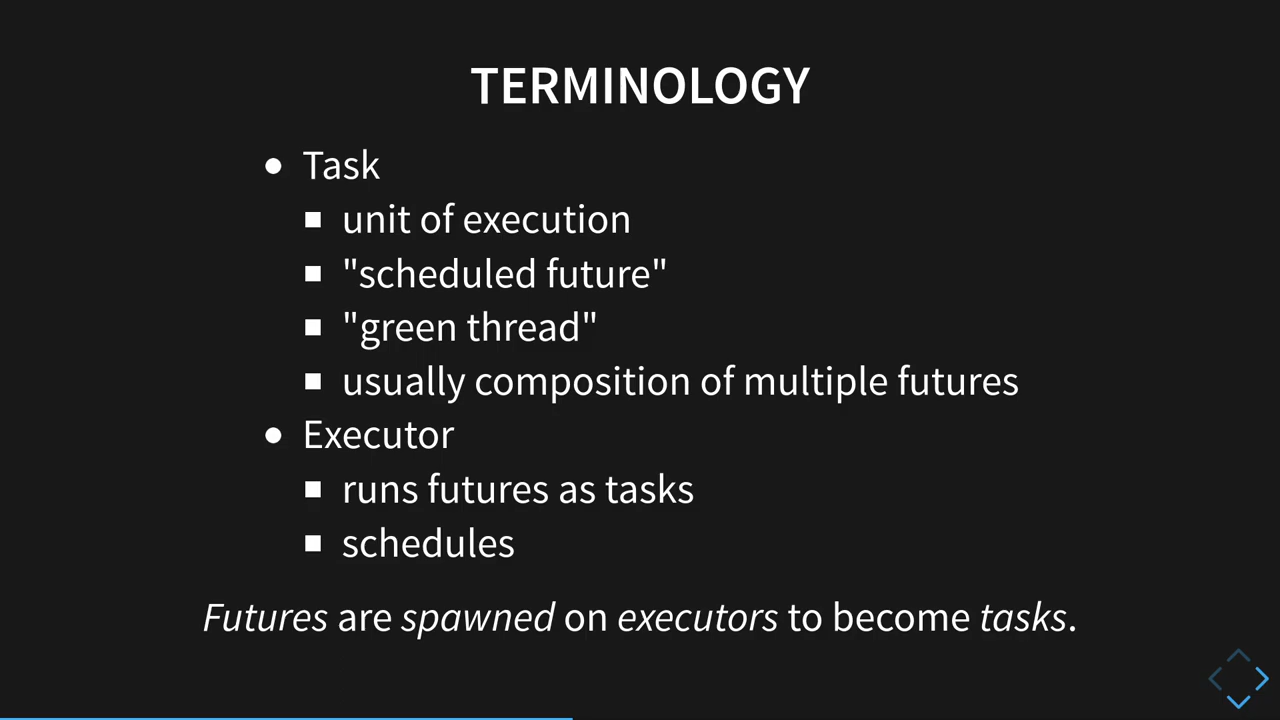 TERMINOLOGY
Task
unit of execution
"scheduled future"
"green thread"
usually composition of multiple futures
Executor
runs futures as tasks
schedules
Futures are spawned on executors to become tasks.